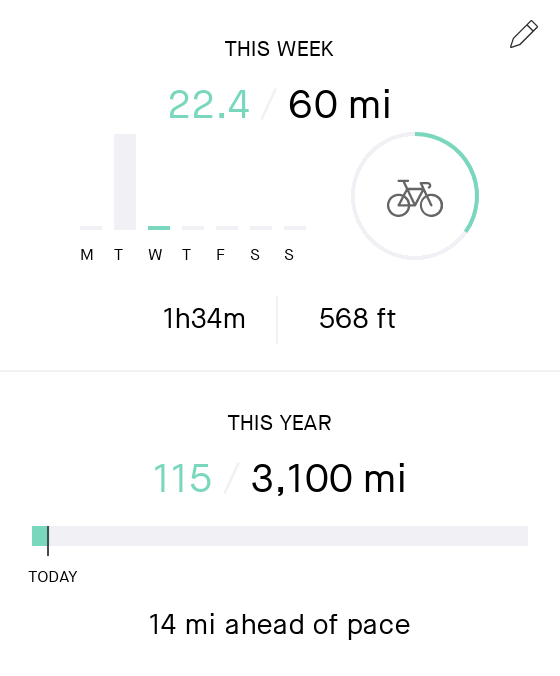 THIS WEEK
22.4 / 60 mi
M T W T F S S
1h34m 568 ft
THIS YEAR
115 / 3,100 mi
TODAY
14 mi ahead of pace